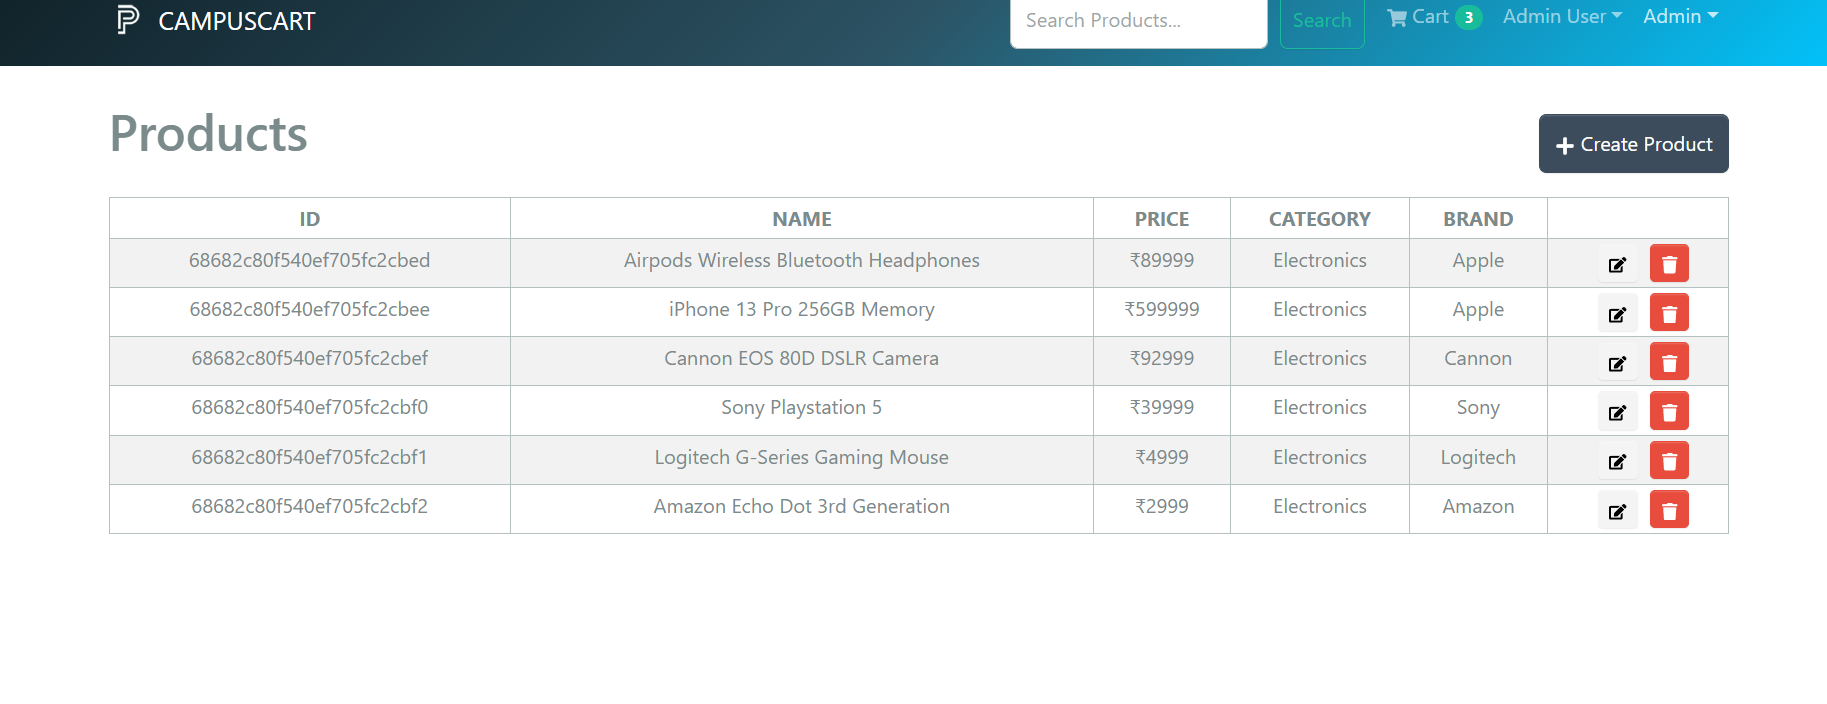 CAMPUSCART
Search Products...
Search
Cart 3
Admin User
Admin
Products
Create Product
ID NAME PRICE CATEGORY BRAND
68682c80f540ef705fc2cbed Airpods Wireless Bluetooth Headphones ₹89999 Electronics Apple
68682c80f540ef705fc2cbee iPhone 13 Pro 256GB Memory ₹599999 Electronics Apple
68682c80f540ef705fc2cbef Cannon EOS 80D DSLR Camera ₹92999 Electronics Cannon
68682c80f540ef705fc2cbf0 Sony Playstation 5 ₹39999 Electronics Sony
68682c80f540ef705fc2cbf1 Logitech G-Series Gaming Mouse ₹4999 Electronics Logitech
68682c80f540ef705fc2cbf2 Amazon Echo Dot 3rd Generation ₹2999 Electronics Amazon